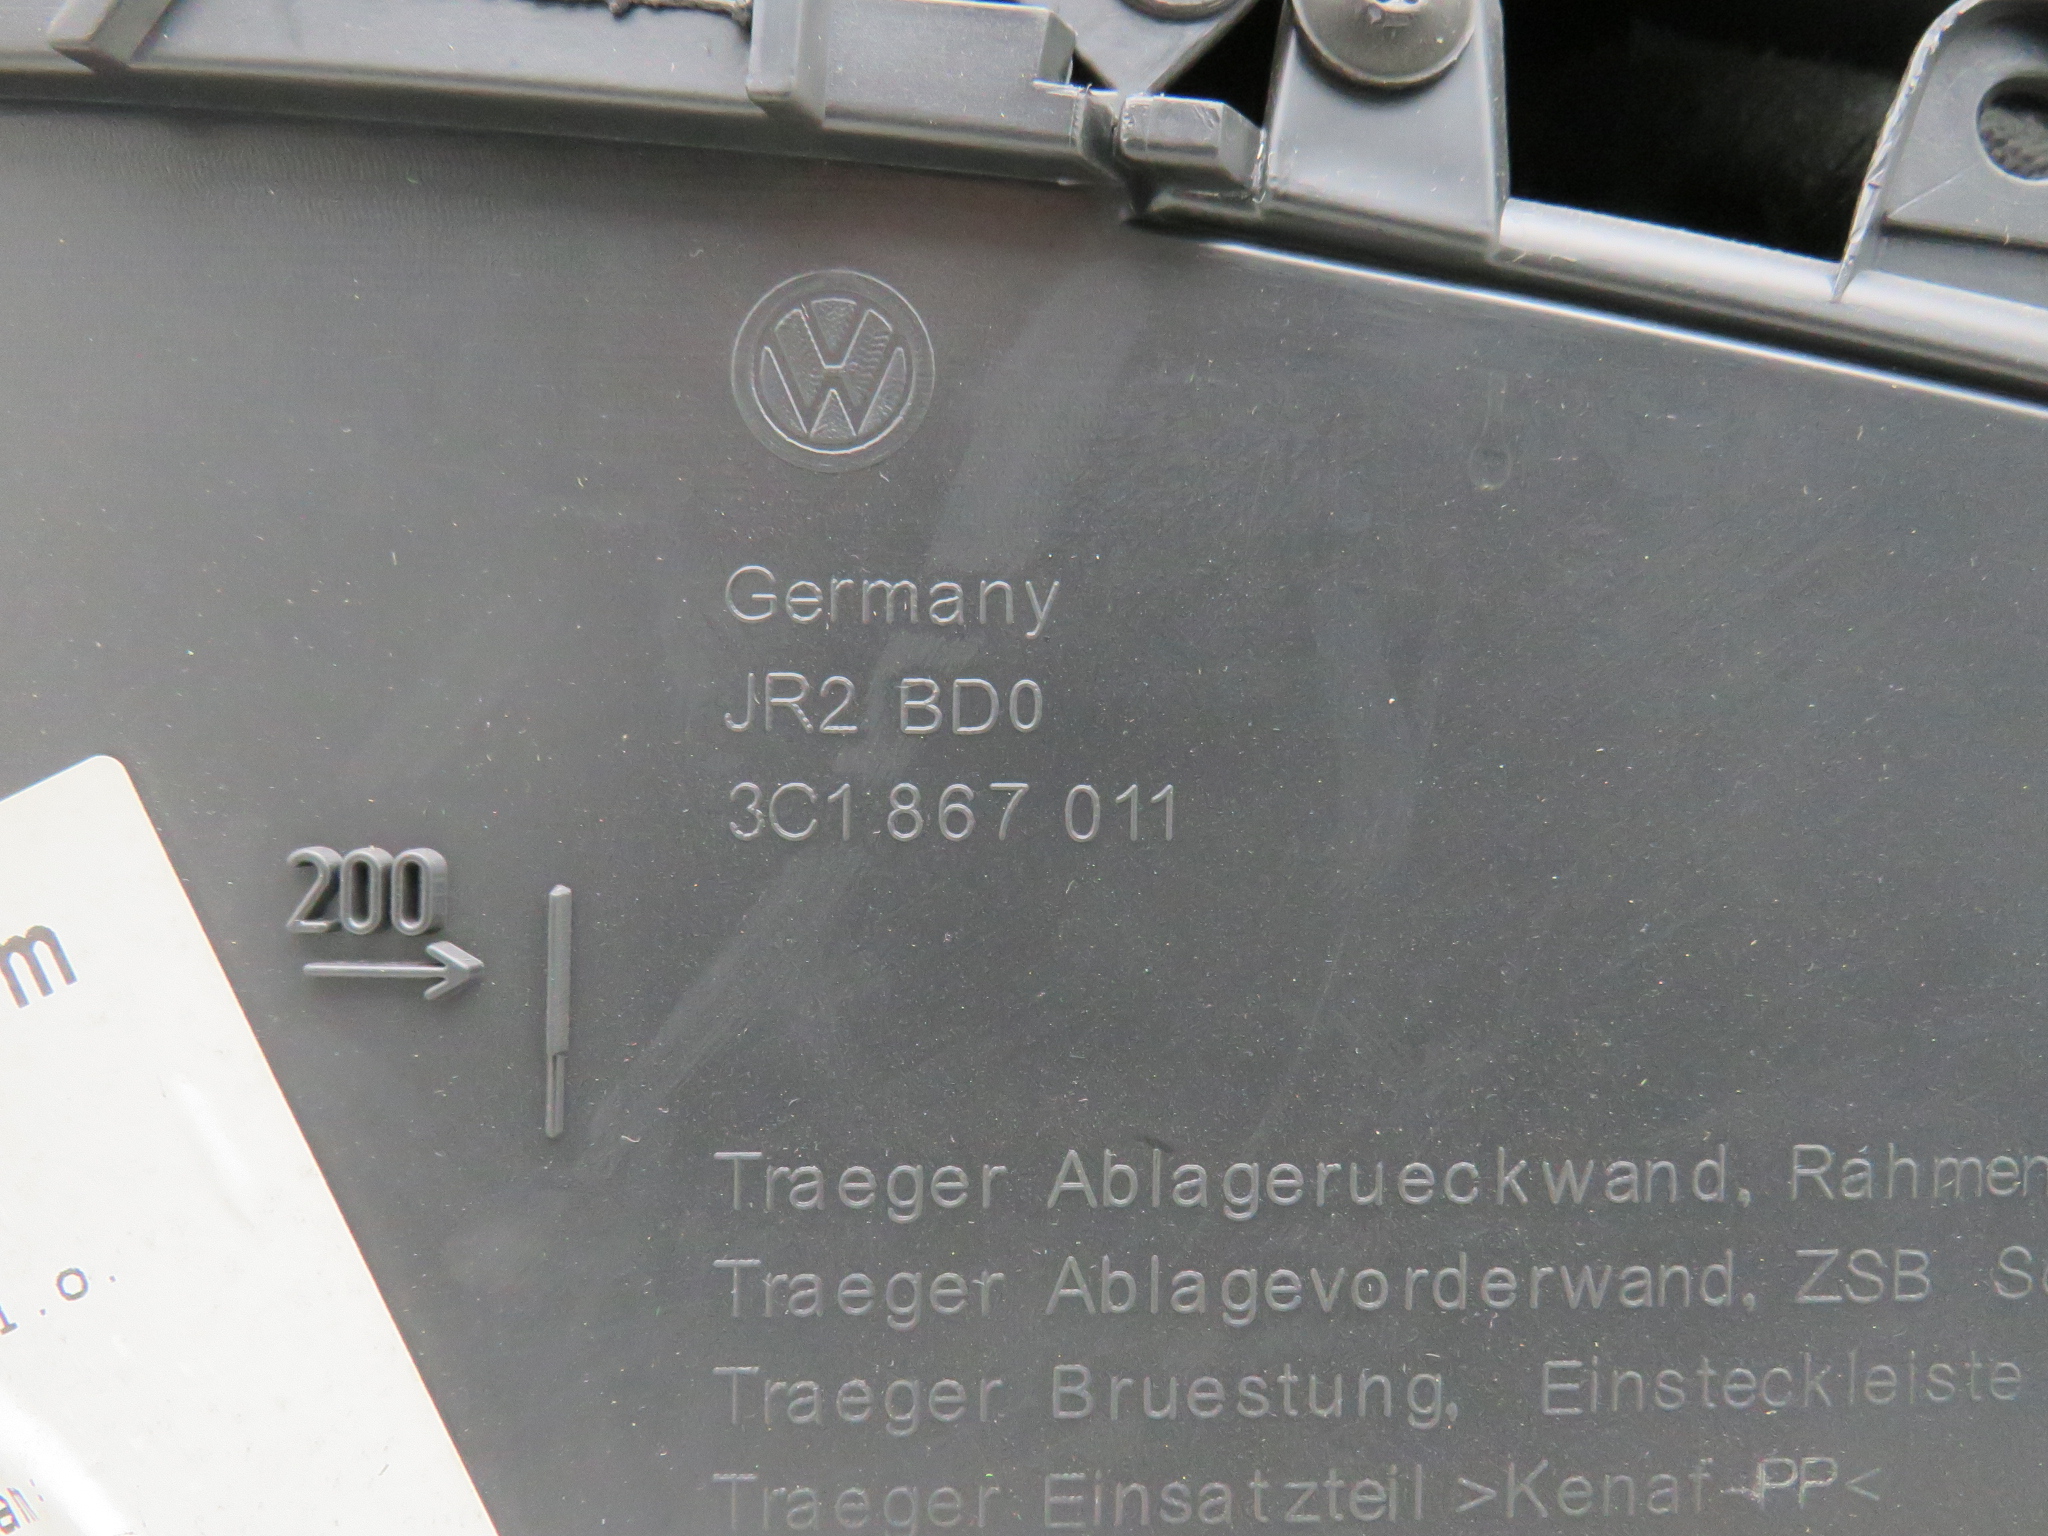 Germany
JR2 BD0
3C1 867 011
200
Traeger Ablagerueckwand, Rahmen
Traeger Ablagevorderwand, ZSB
Traeger Bruestung, Einsteckleiste
Traeger Einsatzteil >Kenaf-PP<